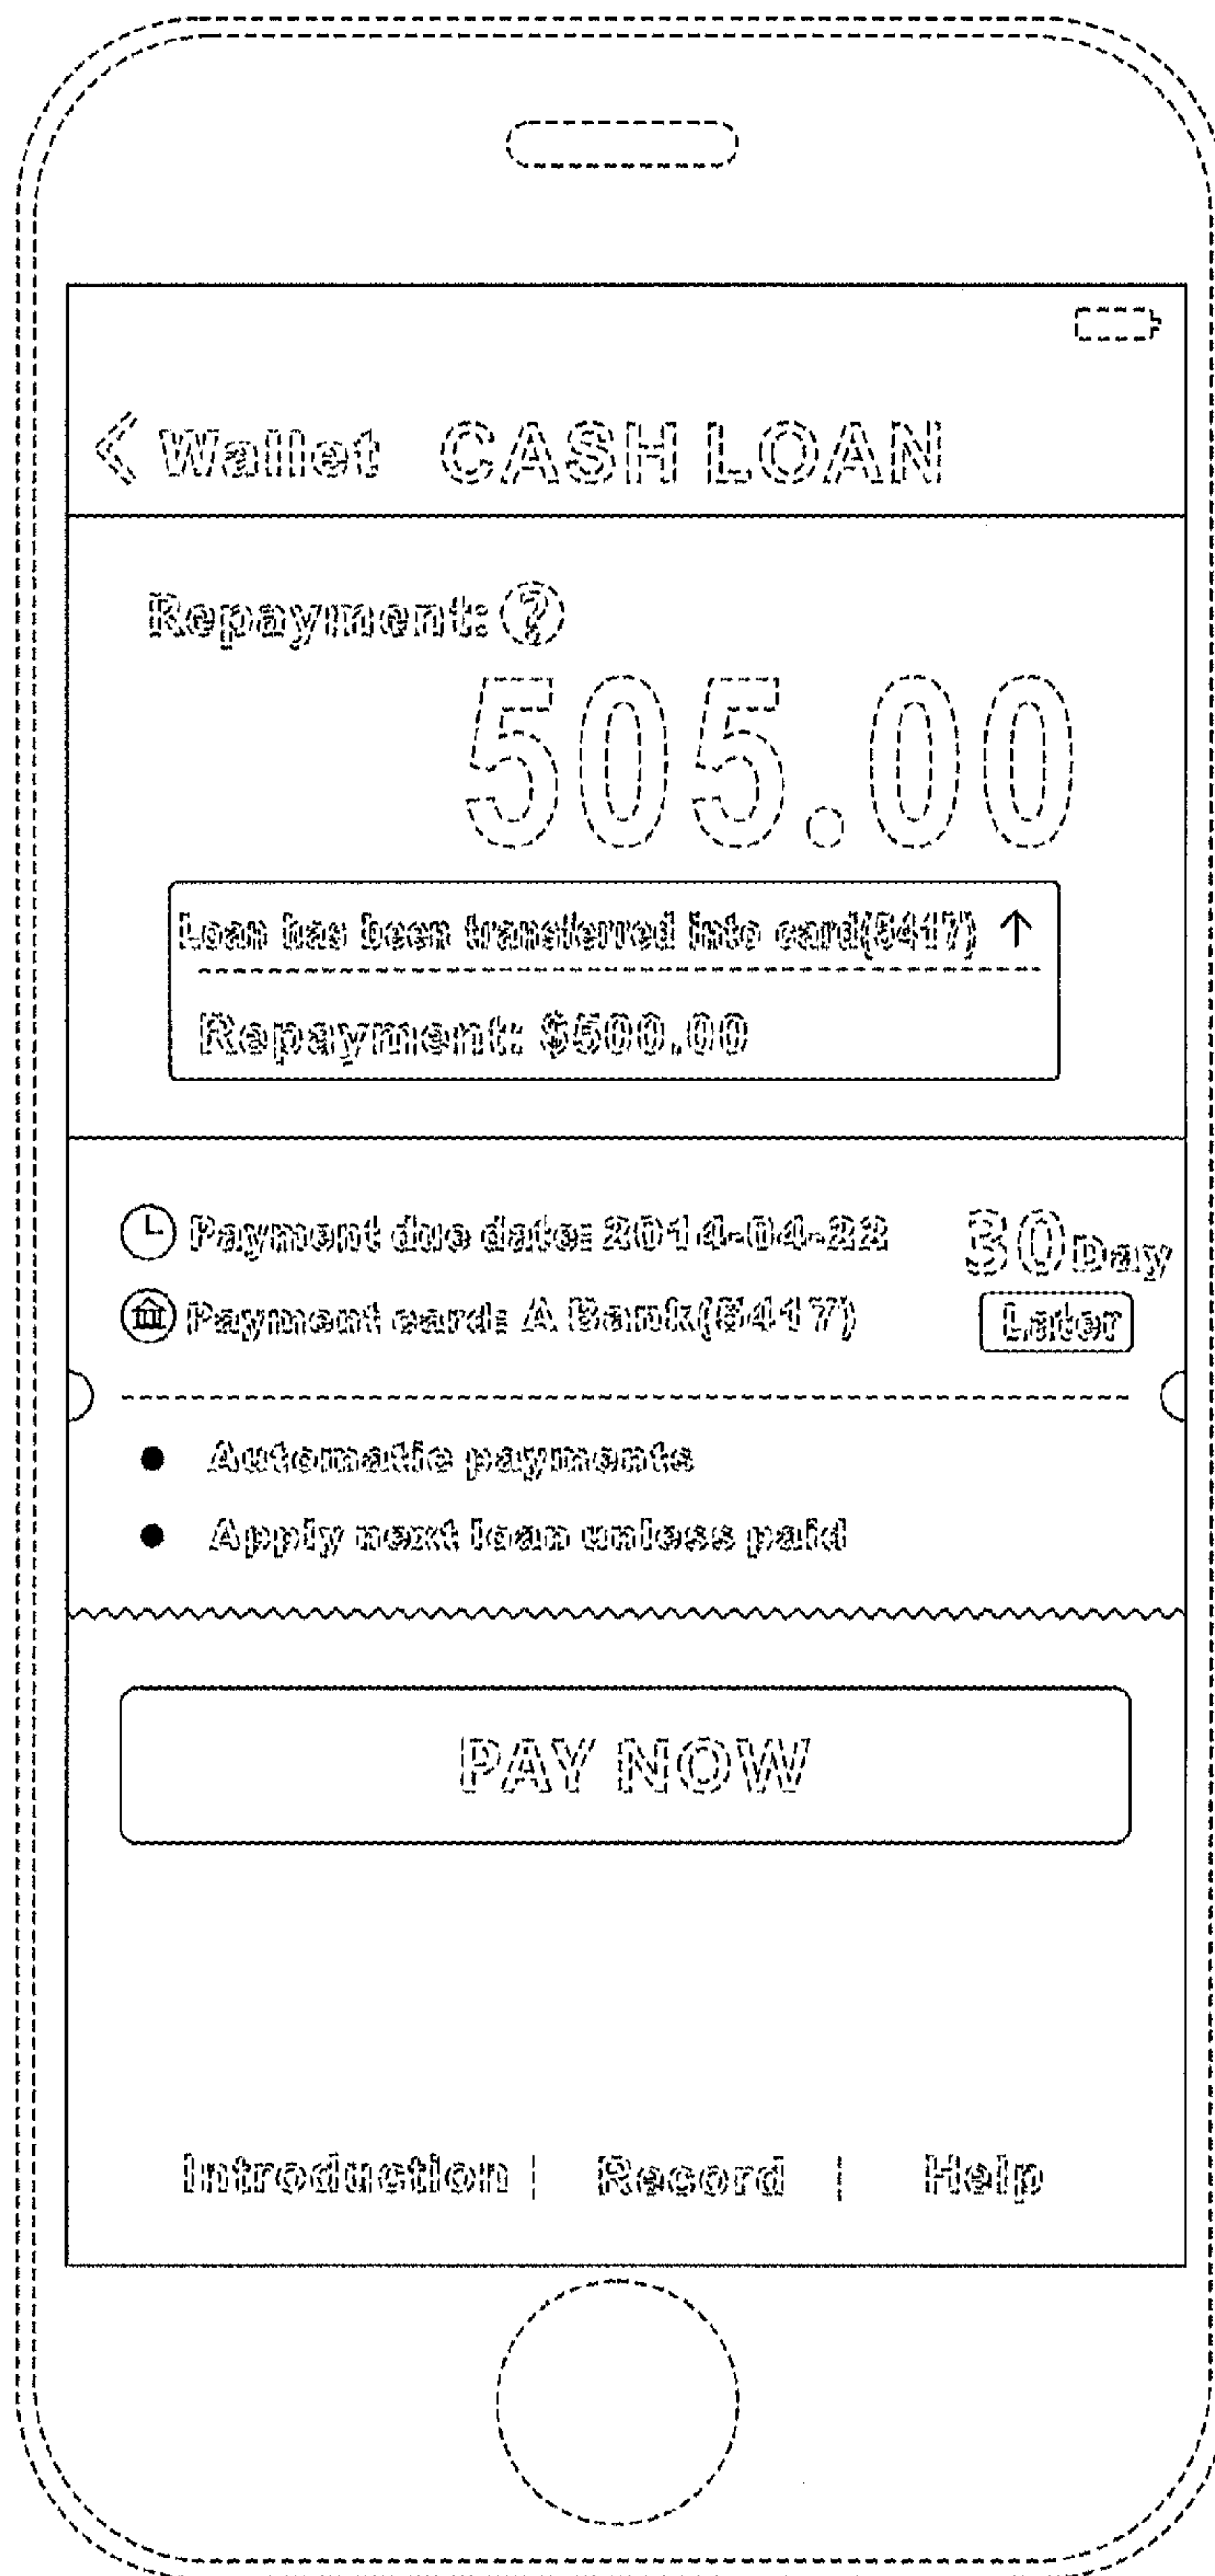 < Wallet CASH LOAN
Repayment: ?
505.00
Loan has been transferred into card(5417) ↑
Repayment: $500.00
Payment due date: 2014-04-22 30Day
Payment card: A Bank(5417) Later
• Automatic payments
• Apply next loan unless paid
PAY NOW
Introduction | Record | Help